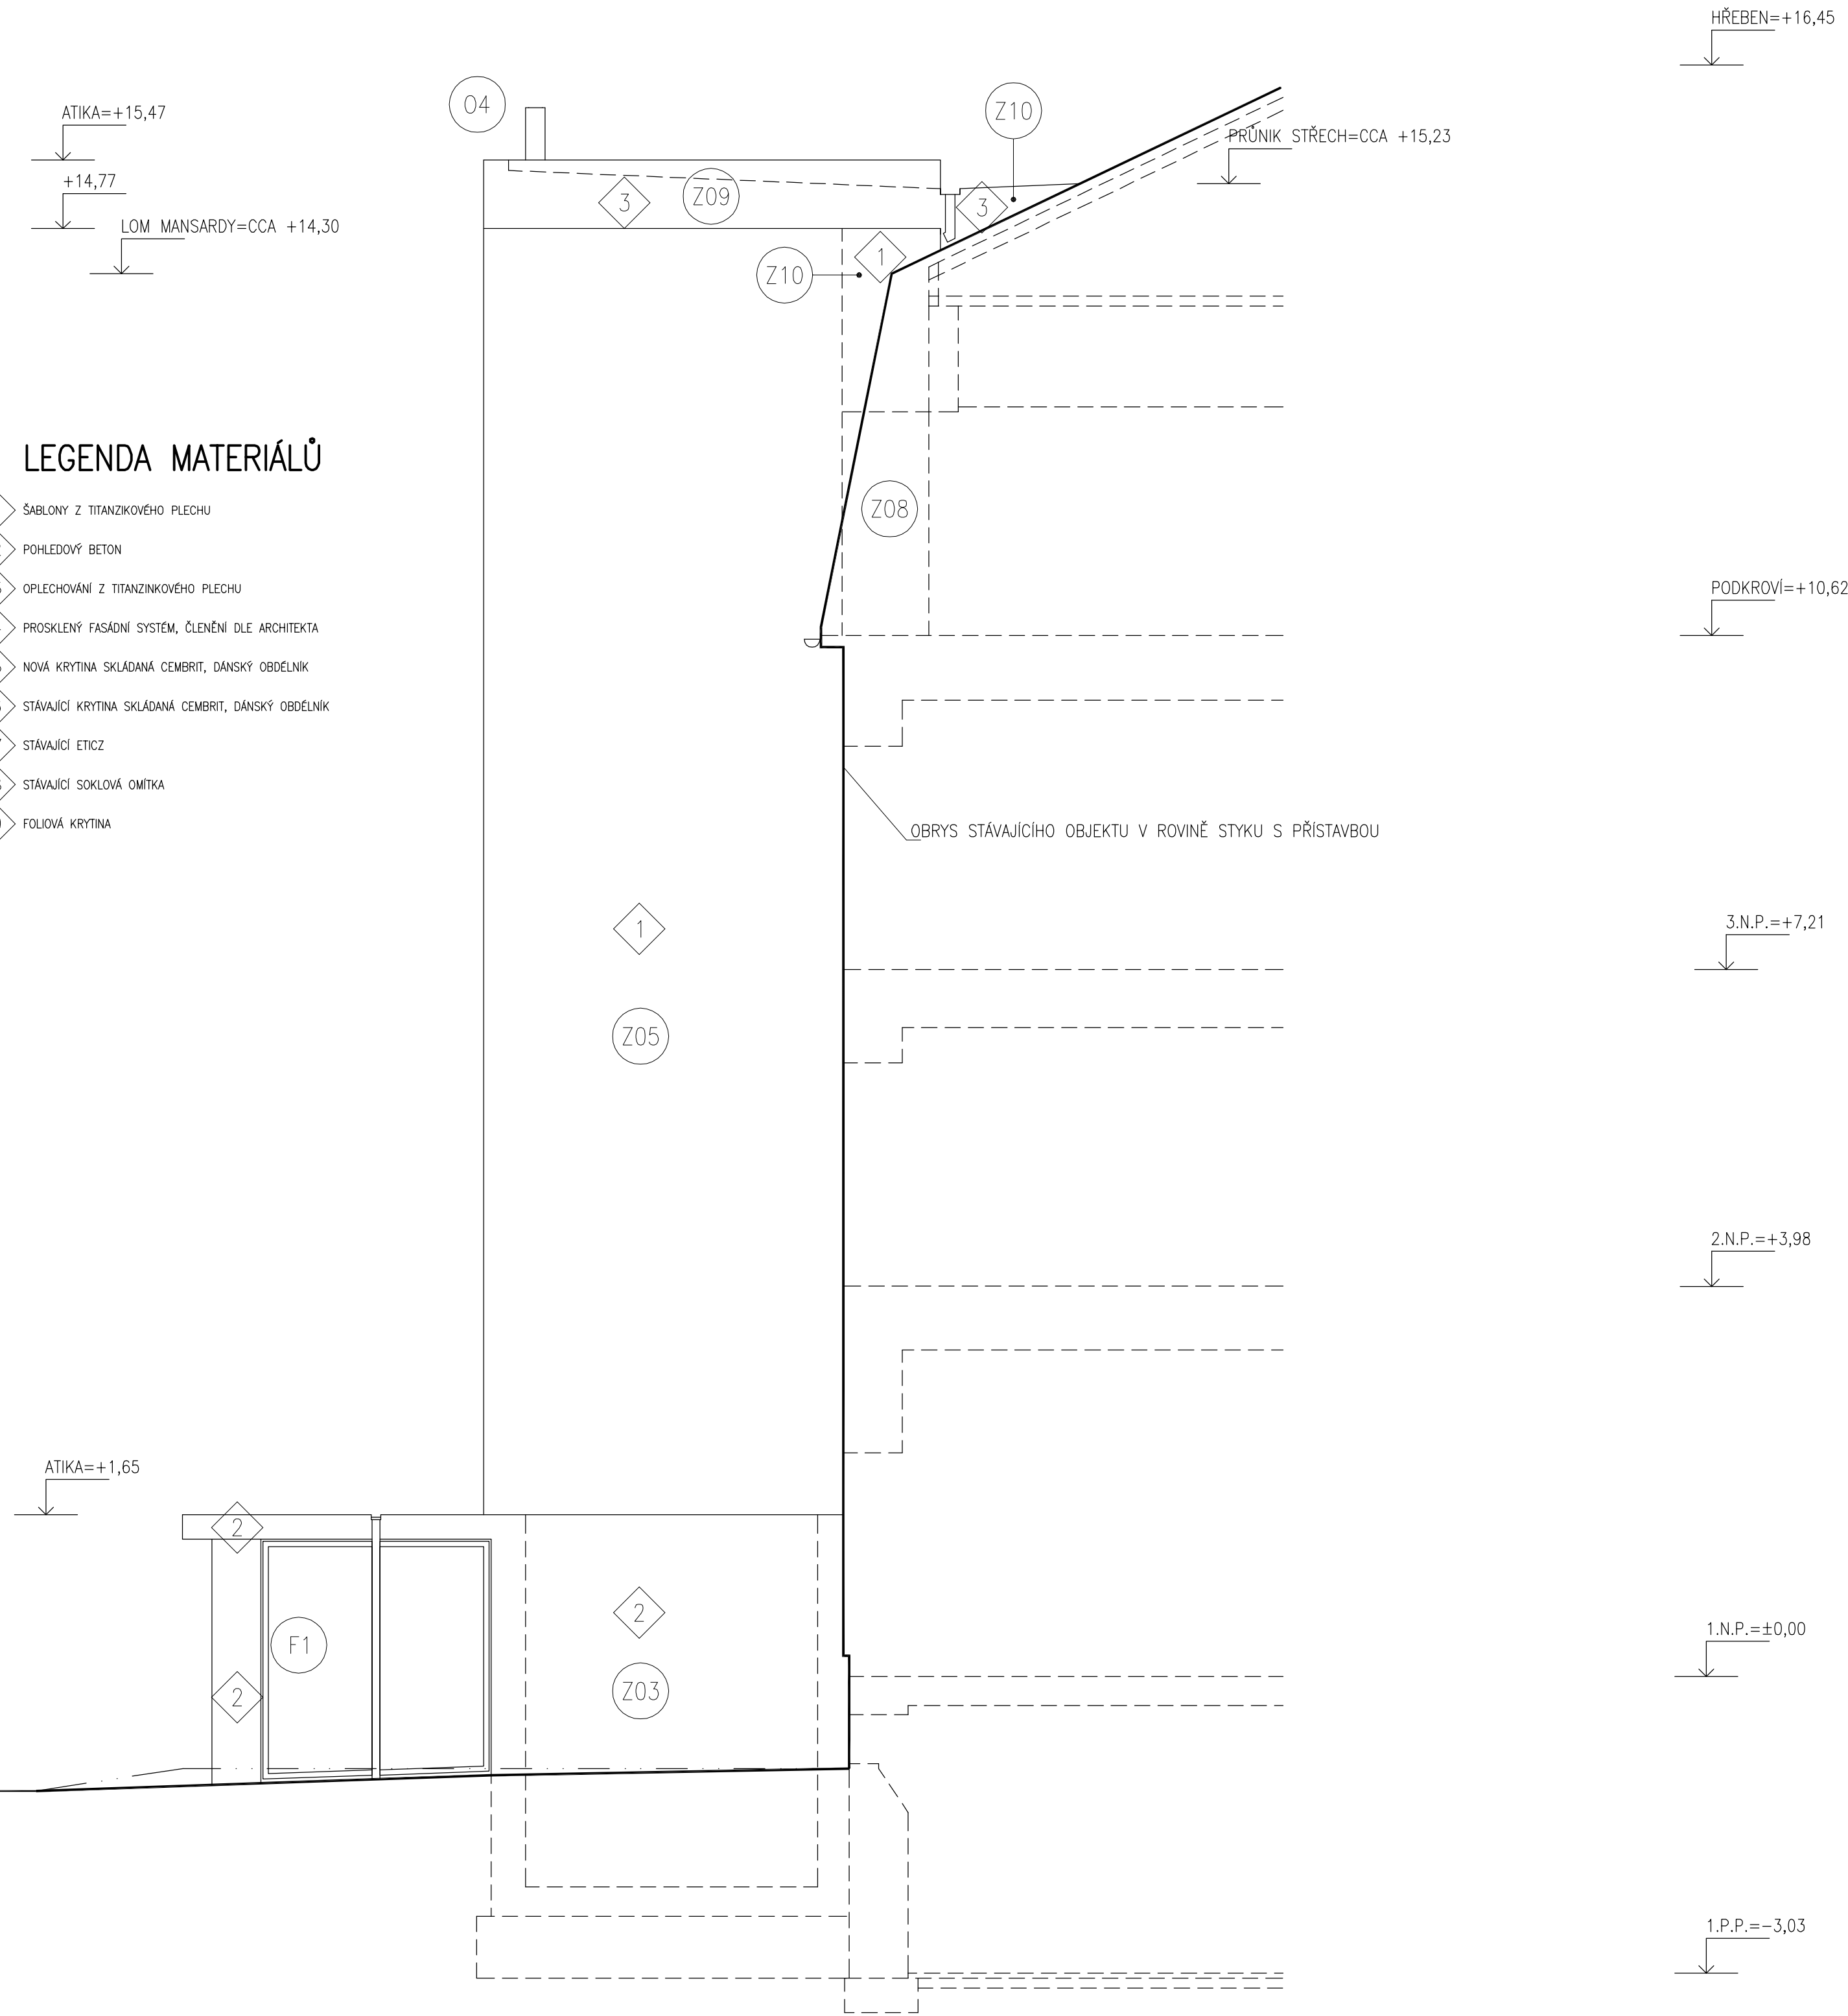 HŘEBEN=+16,45
ATIKA=+15,47
O4
Z10
PRŮNIK STŘECH=CCA +15,23
+14,77
3
Z09
3
LOM MANSARDY=CCA +14,30
1
Z10
LEGENDA MATERIÁLŮ
ŠABLONY Z TITANZIKOVÉHO PLECHU
POHLEDOVÝ BETON
OPLECHOVÁNÍ Z TITANZINKOVÉHO PLECHU
PROSKLENÝ FASÁDNÍ SYSTÉM, ČLENĚNÍ DLE ARCHITEKTA
NOVÁ KRYTINA SKLÁDANÁ CEMBRIT, DÁNSKÝ OBDÉLNÍK
STÁVAJÍCÍ KRYTINA SKLÁDANÁ CEMBRIT, DÁNSKÝ OBDÉLNÍK
STÁVAJÍCÍ ETICZ
STÁVAJÍCÍ SOKLOVÁ OMÍTKA
FOLIOVÁ KRYTINA
Z08
PODKROVÍ=+10,62
OBRYS STÁVAJÍCÍHO OBJEKTU V ROVINĚ STYKU S PŘÍSTAVBOU
1
3.N.P.=+7,21
Z05
2.N.P.=+3,98
ATIKA=+1,65
2
2
F1
1.N.P.=±0,00
2
Z03
1.P.P.=−3,03